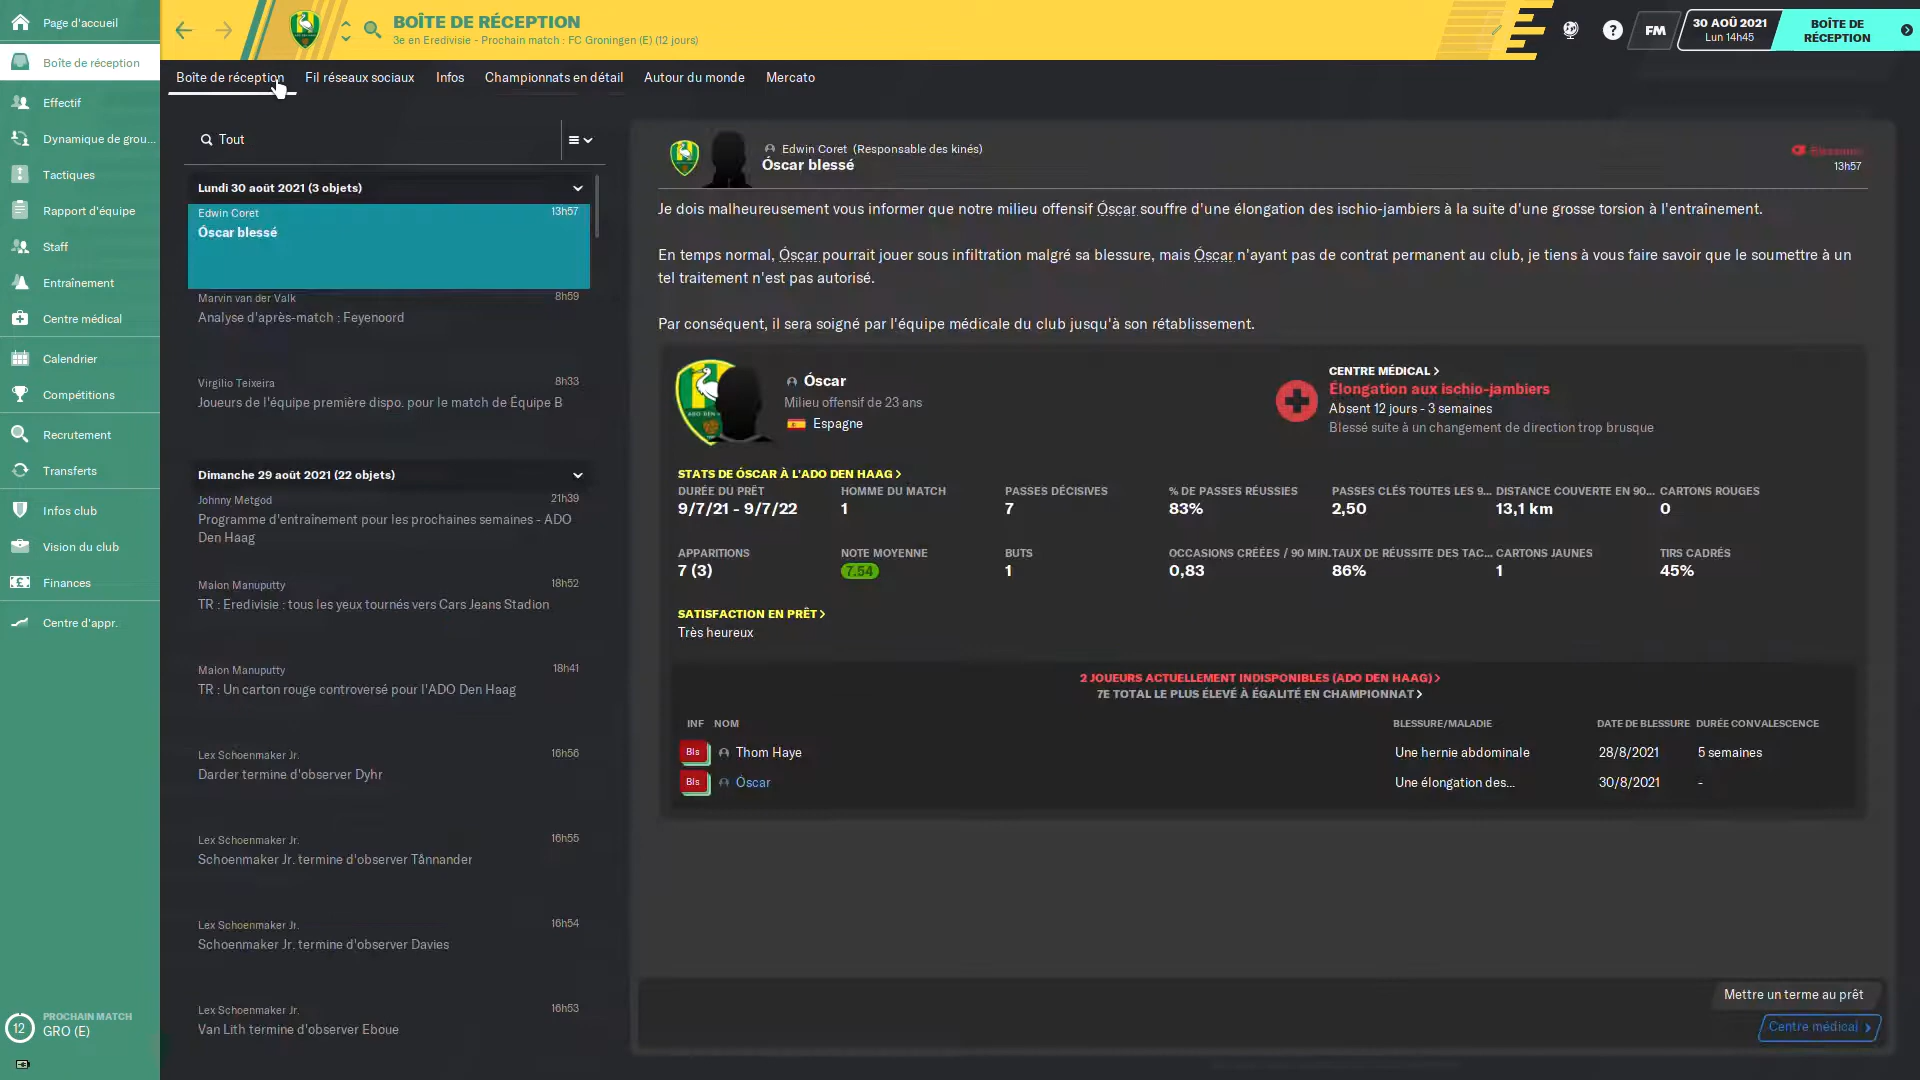 Page d'accueil
Boîte de réception
Effectif
Dynamique de grou...
Tactiques
Rapport d'équipe
Staff
Entraînement
Centre médical
Calendrier
Compétitions
Recrutement
Transferts
Infos club
Vision du club
Finances
Centre d'appr.
12
PROCHAIN MATCH
GRO (E)
BOÎTE DE RÉCEPTION
3e en Eredivisie - Prochain match : FC Groningen (E) (12 jours)
FM
30 AOÛ 2021
Lun 14h45
BOÎTE DE
RÉCEPTION
Boîte de réception
Fil réseaux sociaux
Infos
Championnats en détail
Autour du monde
Mercato
Tout
Lundi 30 août 2021 (3 objets)
Edwin Coret 13h57
Óscar blessé
Marvin van der Valk 8h59
Analyse d'après-match : Feyenoord
Virgílio Teixeira 8h33
Joueurs de l'équipe première dispo. pour le match de Équipe B
Dimanche 29 août 2021 (22 objets)
Johnny Metgod 21h39
Programme d'entraînement pour les prochaines semaines - ADO
Den Haag
Maion Manuputty 18h52
TR : Eredivisie : tous les yeux tournés vers Cars Jeans Stadion
Maion Manuputty 18h41
TR : Un carton rouge controversé pour l'ADO Den Haag
Lex Schoenmaker Jr. 16h56
Darder termine d'observer Dyhr
Lex Schoenmaker Jr. 16h55
Schoenmaker Jr. termine d'observer Tånnander
Lex Schoenmaker Jr. 16h54
Schoenmaker Jr. termine d'observer Davies
Lex Schoenmaker Jr. 16h53
Van Lith termine d'observer Eboue
Edwin Coret (Responsable des kinés)
Óscar blessé
Blessures
13h57
Je dois malheureusement vous informer que notre milieu offensif Óscar souffre d'une élongation des ischio-jambiers à la suite d'une grosse torsion à l'entraînement.
En temps normal, Óscar pourrait jouer sous infiltration malgré sa blessure, mais Óscar n'ayant pas de contrat permanent au club, je tiens à vous faire savoir que le soumettre à un
tel traitement n'est pas autorisé.
Par conséquent, il sera soigné par l'équipe médicale du club jusqu'à son rétablissement.
ADO DEN
Óscar
Milieu offensif de 23 ans
Espagne
CENTRE MÉDICAL >
Élongation aux ischio-jambiers
Absent 12 jours - 3 semaines
Blessé suite à un changement de direction trop brusque
STATS DE ÓSCAR À L'ADO DEN HAAG >
DURÉE DU PRÊT HOMME DU MATCH PASSES DÉCISIVES % DE PASSES RÉUSSIES PASSES CLÉS TOUTES LES 9... DISTANCE COUVERTE EN 90... CARTONS ROUGES
9/7/21 - 9/7/22 1 7 83% 2,50 13,1 km 0
APPARITIONS NOTE MOYENNE BUTS OCCASIONS CRÉÉES / 90 MIN. TAUX DE RÉUSSITE DES TAC... CARTONS JAUNES TIRS CADRÉS
7 (3) 7.54 1 0,83 86% 1 45%
SATISFACTION EN PRÊT >
Très heureux
2 JOUEURS ACTUELLEMENT INDISPONIBLES (ADO DEN HAAG) >
7E TOTAL LE PLUS ÉLEVÉ À ÉGALITÉ EN CHAMPIONNAT >
INF NOM BLESSURE/MALADIE DATE DE BLESSURE DURÉE CONVALESCENCE
Bls Thom Haye Une hernie abdominale 28/8/2021 5 semaines
Bls Óscar Une élongation des... 30/8/2021 -
Mettre un terme au prêt
Centre médical >